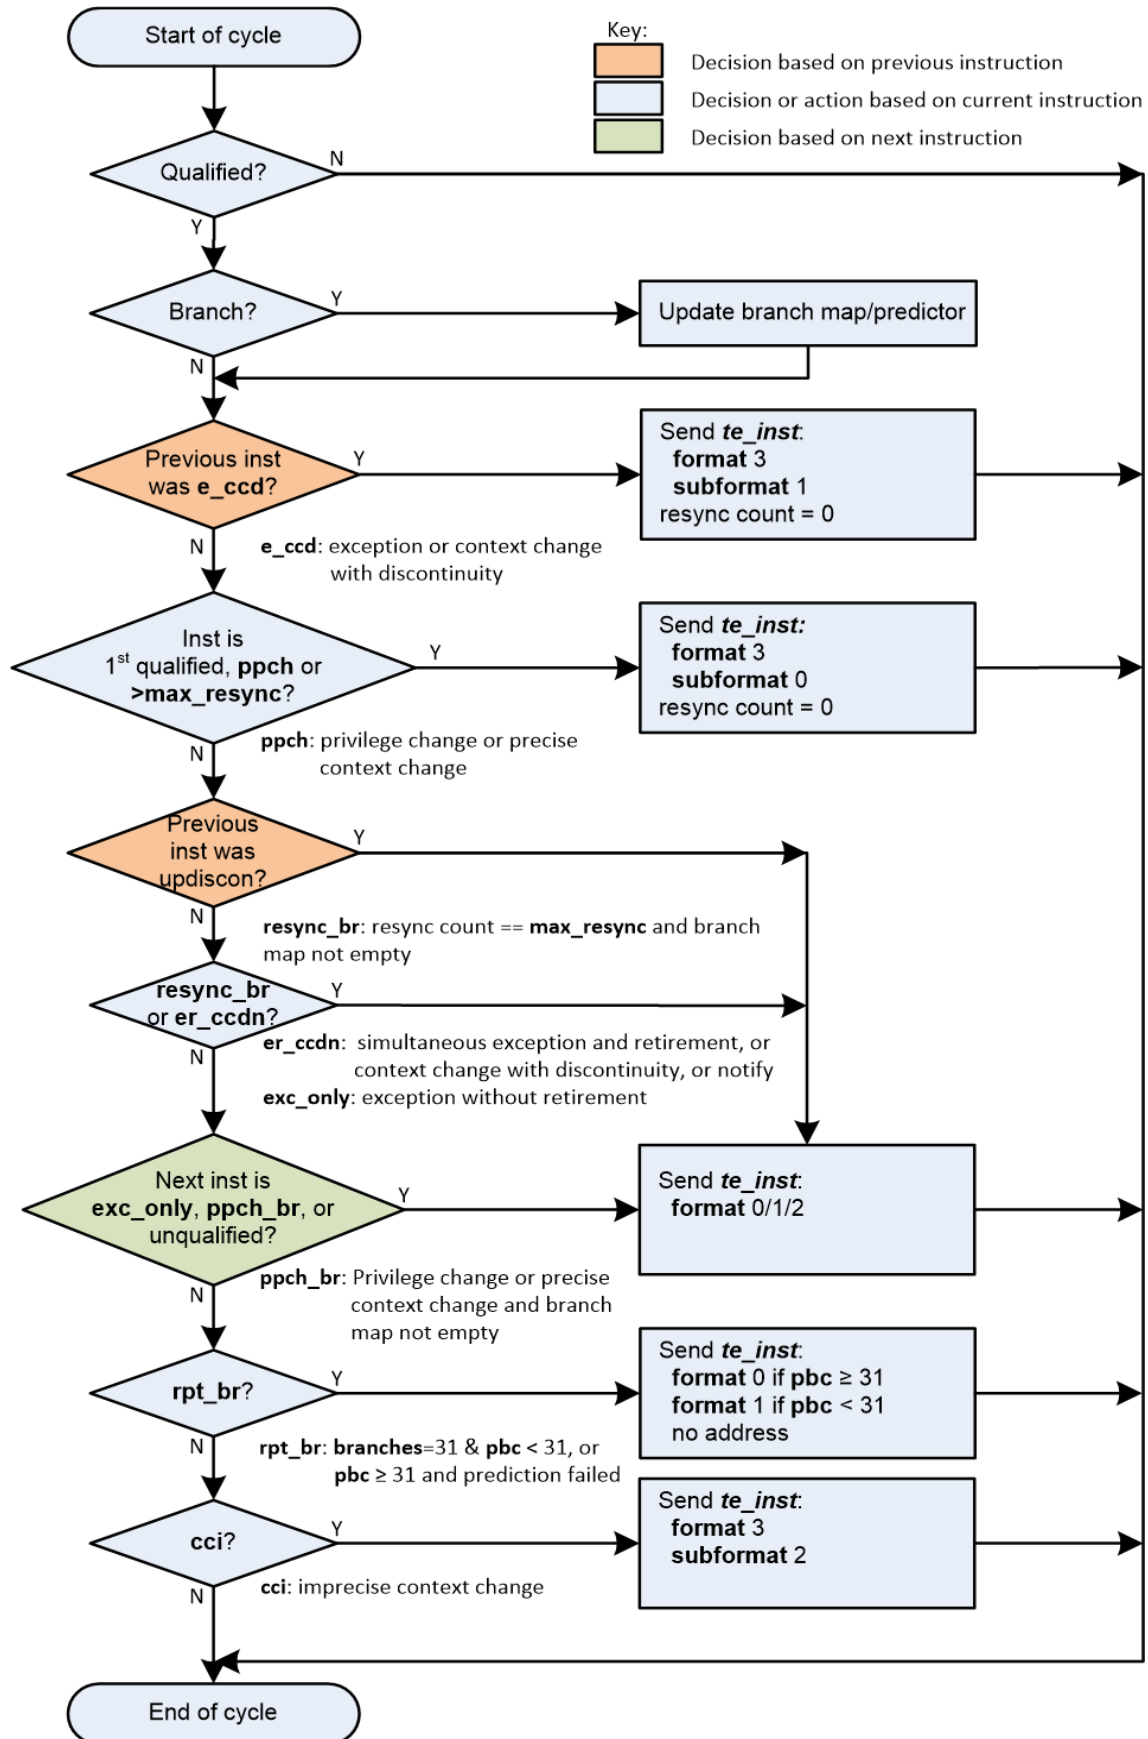 Start of cycle
Key:
Decision based on previous instruction
Decision or action based on current instruction
Decision based on next instruction
Qualified?
N
Y
Branch?
Y
Update branch map/predictor
N
Previous inst
was e_ccd?
Y
Send te_inst:
format 3
subformat 1
resync count = 0
N
e_ccd: exception or context change
with discontinuity
Inst is
1st qualified, ppch or
>max_resync?
Y
Send te_inst:
format 3
subformat 0
resync count = 0
N
ppch: privilege change or precise
context change
Previous
inst was
updiscon?
Y
N
resync_br: resync count == max_resync and branch
map not empty
resync_br
or er_ccdn?
Y
N
er_ccdn: simultaneous exception and retirement, or
context change with discontinuity, or notify
exc_only: exception without retirement
Next inst is
exc_only, ppch_br, or
unqualified?
Y
Send te_inst:
format 0/1/2
N
ppch_br: Privilege change or precise
context change and branch
map not empty
rpt_br?
Y
Send te_inst:
format 0 if pbc ≥ 31
format 1 if pbc < 31
no address
N
rpt_br: branches=31 & pbc < 31, or
pbc ≥ 31 and prediction failed
cci?
Y
Send te_inst:
format 3
subformat 2
N
cci: imprecise context change
End of cycle